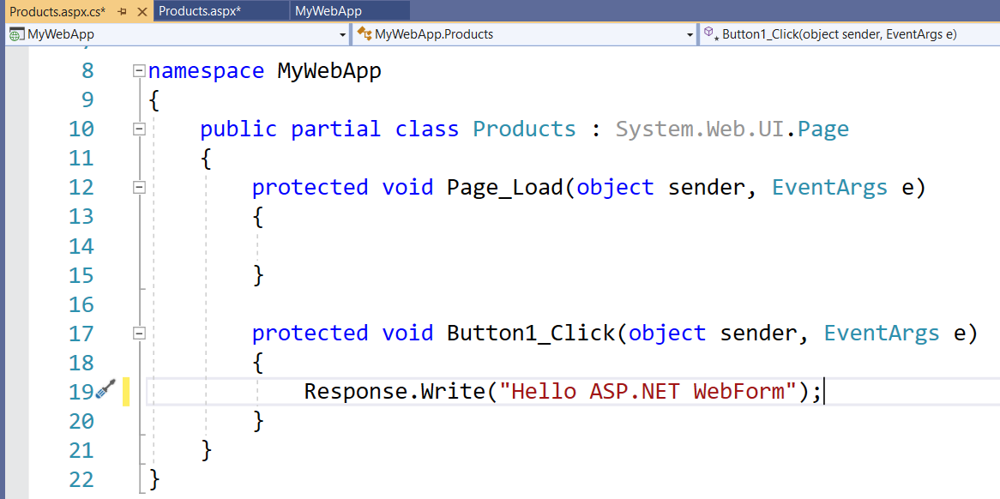 Products.aspx.cs* Products.aspx* MyWebApp
MyWebApp MyWebApp.Products Button1_Click(object sender, EventArgs e)
8 namespace MyWebApp
9 {
10 public partial class Products : System.Web.UI.Page
11 {
12 protected void Page_Load(object sender, EventArgs e)
13 {
14
15 }
16
17 protected void Button1_Click(object sender, EventArgs e)
18 {
19 Response.Write("Hello ASP.NET WebForm");
20 }
21 }
22 }